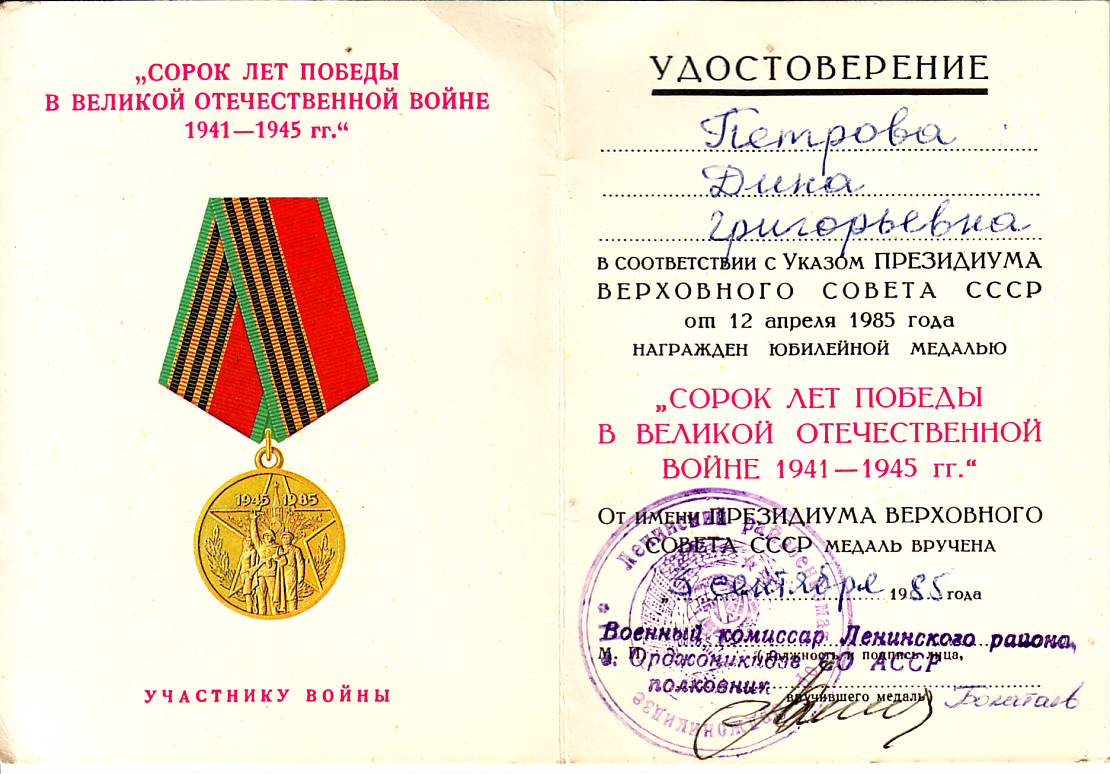 „СОРОК ЛЕТ ПОБЕДЫ
В ВЕЛИКОЙ ОТЕЧЕСТВЕННОЙ ВОЙНЕ
1941—1945 гг.“
1945 1985
УЧАСТНИКУ ВОЙНЫ
УДОСТОВЕРЕНИЕ
Петрова
Дина
Григорьевна
В СООТВЕТСТВИИ С УКАЗОМ ПРЕЗИДИУМА
ВЕРХОВНОГО СОВЕТА СССР
от 12 апреля 1985 года
НАГРАЖДЕН ЮБИЛЕЙНОЙ МЕДАЛЬЮ
„СОРОК ЛЕТ ПОБЕДЫ
В ВЕЛИКОЙ ОТЕЧЕСТВЕННОЙ
ВОЙНЕ 1941—1945 гг.“
ОТ ИМЕНИ ПРЕЗИДИУМА ВЕРХОВНОГО
СОВЕТА СССР МЕДАЛЬ ВРУЧЕНА
сентября 1985 года
Военный комиссар Ленинского района,
г. Орджоникидзе СО АССР
М. П. (должность и подпись лица,
полковник
вручившего медаль)
Ленинский район